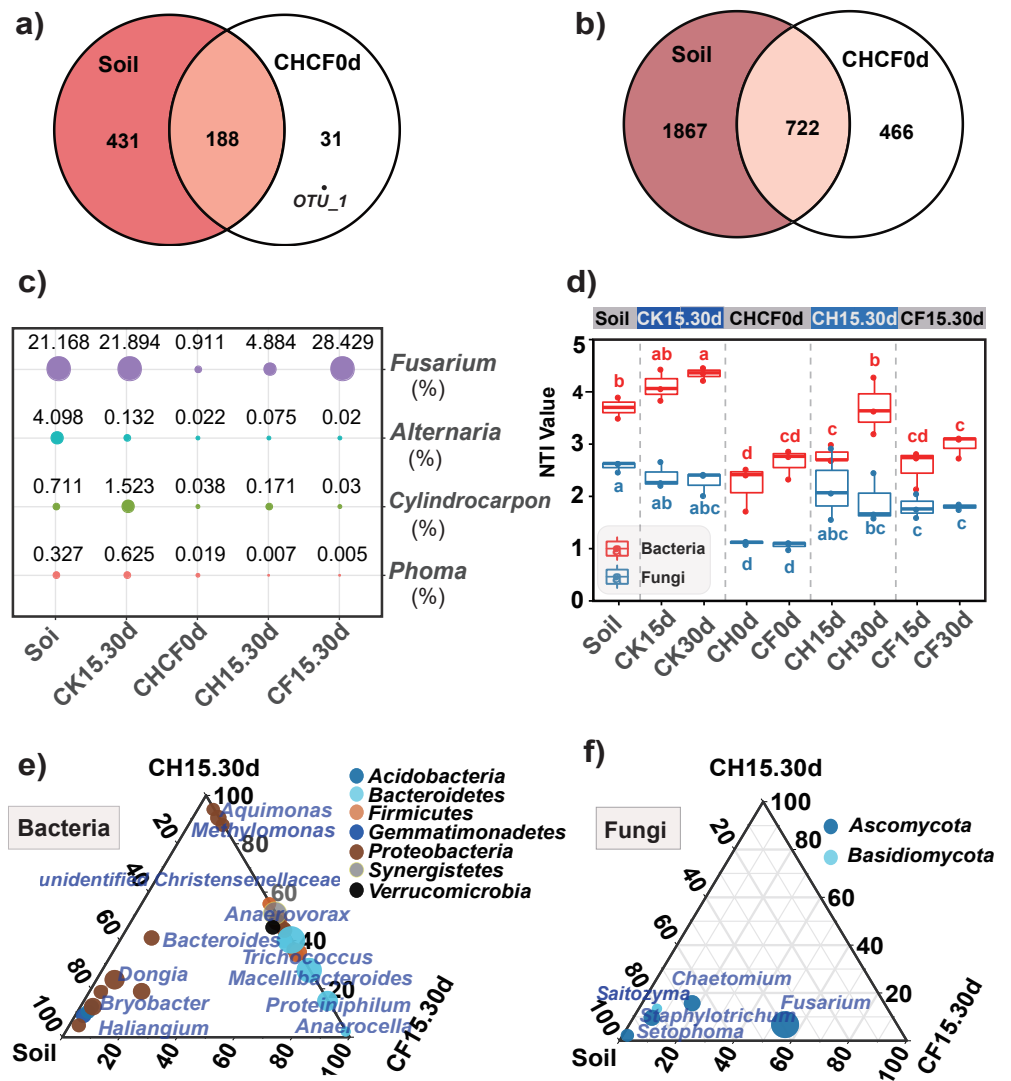 a)
Soil
CHCF0d
431
188
31
OTU_1
b)
Soil
CHCF0d
1867
722
466
c)
21.168 21.894 0.911 4.884 28.429
Fusarium
(%)
4.098 0.132 0.022 0.075 0.02
Alternaria
(%)
0.711 1.523 0.038 0.171 0.03
Cylindrocarpon
(%)
0.327 0.625 0.019 0.007 0.005
Phoma
(%)
Soi
CK15.30d
CHCF0d
CH15.30d
CF15.30d
d)
Soil CK15.30d CHCF0d CH15.30d CF15.30d
NTI Value
5
4
3
2
1
0
b
ab
a
d
cd
c
b
cd
c
a
ab
abc
d
d
abc
bc
c
c
Bacteria
Fungi
Soil
CK15d
CK30d
CH0d
CF0d
CH15d
CH30d
CF15d
CF30d
e)
CH15.30d
Bacteria
Acidobacteria
Bacteroidetes
Firmicutes
Gemmatimonadetes
Proteobacteria
Synergistetes
Verrucomicrobia
100
80
60
40
20
20
40
60
80
100
Aquimonas
Methylomonas
unidentified Christensenellaceae
Anaerovorax
Bacteroides
Trichococcus
Macellibacteroides
Dongia
Bryobacter
Proteiniphilum
Haliangium
Anaerocella
Soil
20
40
60
80
100
CF15.30d
f)
CH15.30d
Fungi
Ascomycota
Basidiomycota
100
80
60
40
20
20
40
60
80
100
Chaetomium
Saitozyma
Fusarium
Staphylotrichum
Setophoma
Soil
20
40
60
80
100
CF15.30d